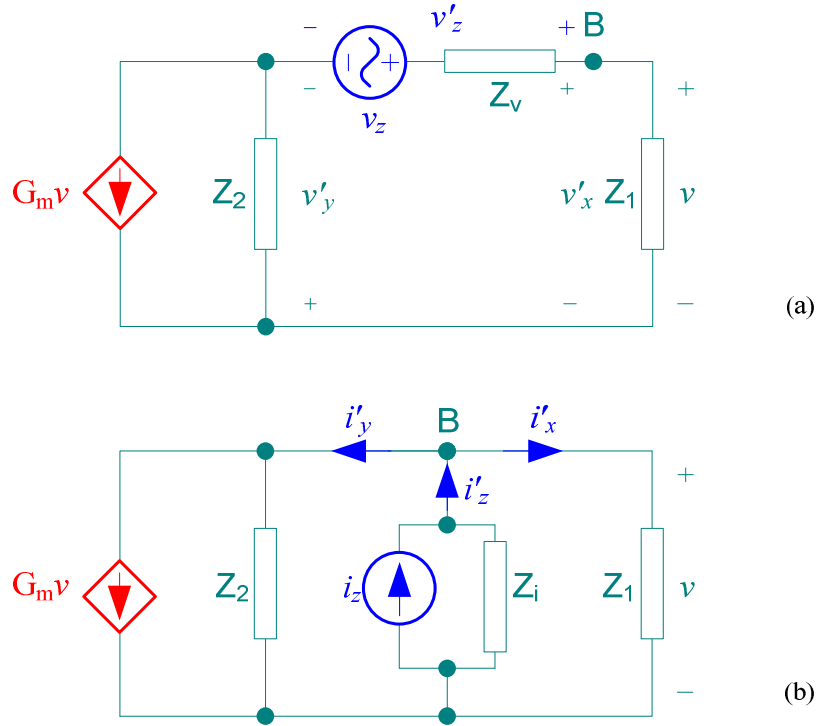 − v′z + B
− + +
Zv
vz
Gmv Z2 v′y v′x Z1 v
+ − −
(a)
i′y B i′x
+
i′z
Gmv Z2 iz Zi Z1 v
−
(b)